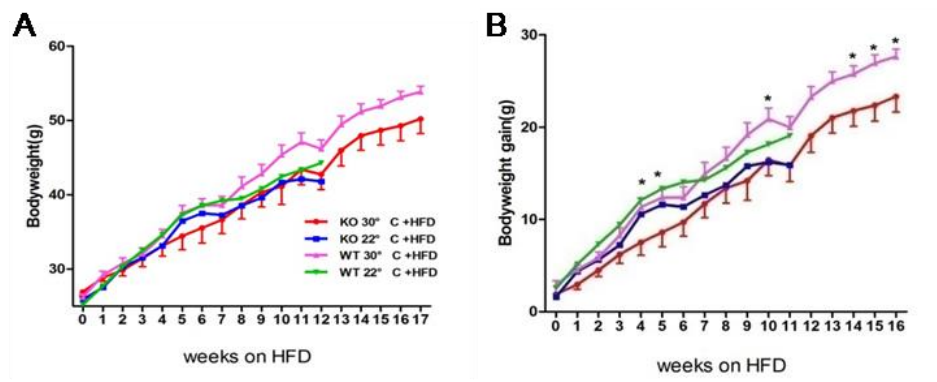 A
Bodyweight(g)
60
50
40
30
KO 30° C +HFD
KO 22° C +HFD
WT 30° C +HFD
WT 22° C +HFD
0 1 2 3 4 5 6 7 8 9 10 11 12 13 14 15 16 17
weeks on HFD
B
Bodyweight gain(g)
30
20
10
0
* * * * * *
0 1 2 3 4 5 6 7 8 9 10 11 12 13 14 15 16
weeks on HFD